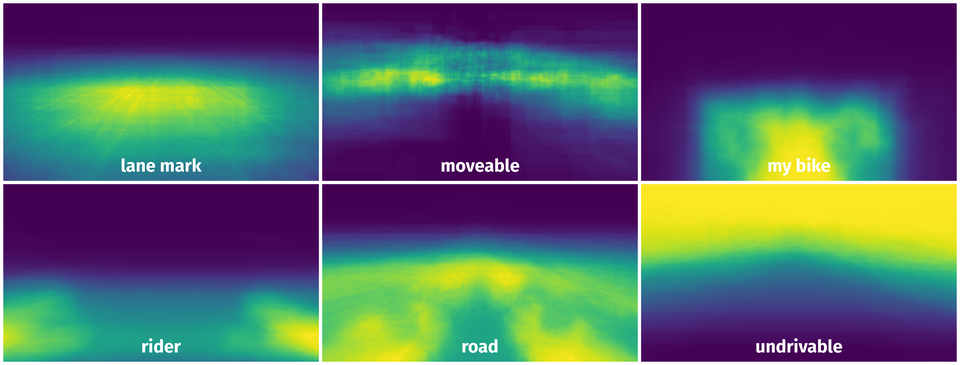 lane mark
moveable
my bike
rider
road
undrivable